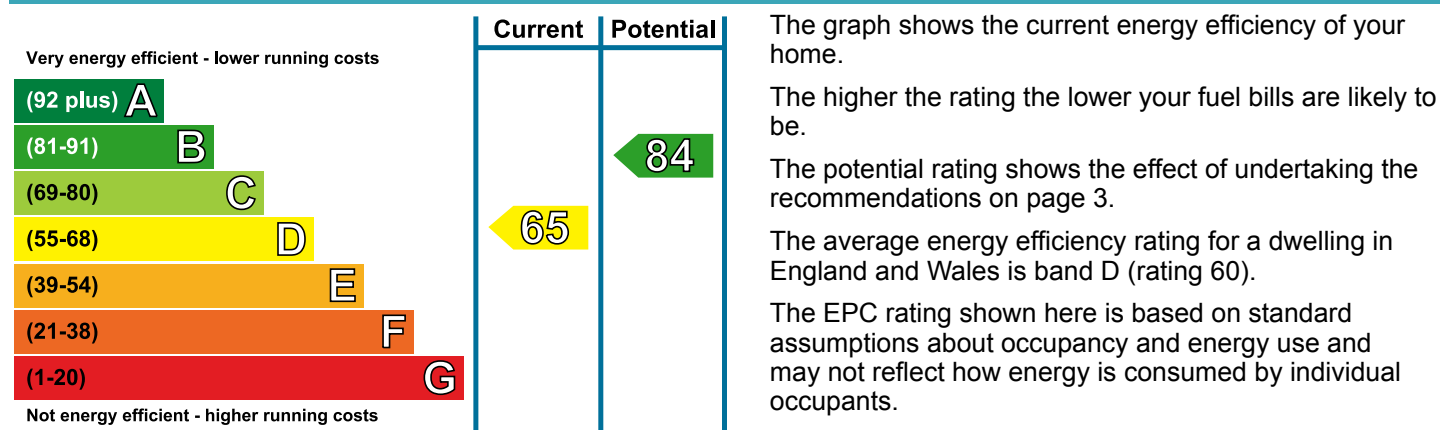 Current Potential
Very energy efficient - lower running costs
(92 plus) A
(81-91) B
84
(69-80) C
(55-68) D
65
(39-54) E
(21-38) F
(1-20) G
Not energy efficient - higher running costs
The graph shows the current energy efficiency of your
home.
The higher the rating the lower your fuel bills are likely to
be.
The potential rating shows the effect of undertaking the
recommendations on page 3.
The average energy efficiency rating for a dwelling in
England and Wales is band D (rating 60).
The EPC rating shown here is based on standard
assumptions about occupancy and energy use and
may not reflect how energy is consumed by individual
occupants.